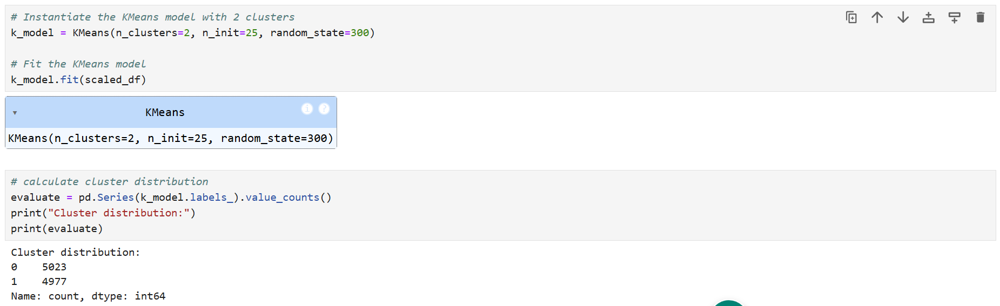 # Instantiate the KMeans model with 2 clusters
k_model = KMeans(n_clusters=2, n_init=25, random_state=300)
# Fit the KMeans model
k_model.fit(scaled_df)
KMeans
i ?
KMeans(n_clusters=2, n_init=25, random_state=300)
# calculate cluster distribution
evaluate = pd.Series(k_model.labels_).value_counts()
print("Cluster distribution:")
print(evaluate)
Cluster distribution:
0    5023
1    4977
Name: count, dtype: int64